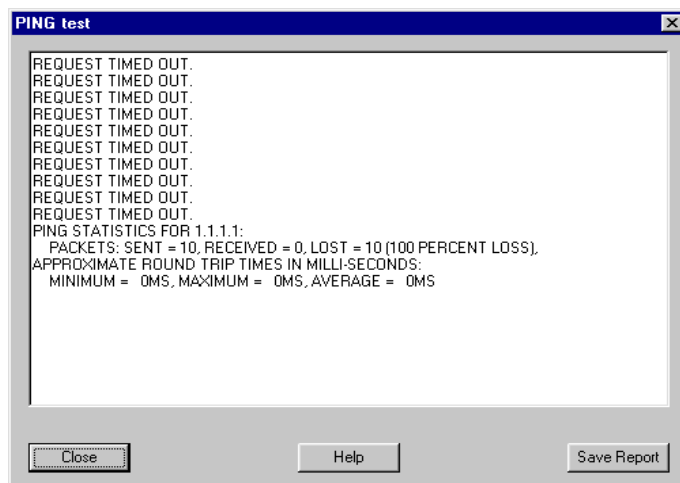 PING test
REQUEST TIMED OUT.
REQUEST TIMED OUT.
REQUEST TIMED OUT.
REQUEST TIMED OUT.
REQUEST TIMED OUT.
REQUEST TIMED OUT.
REQUEST TIMED OUT.
REQUEST TIMED OUT.
REQUEST TIMED OUT.
REQUEST TIMED OUT.
PING STATISTICS FOR 1.1.1.1:
PACKETS: SENT = 10, RECEIVED = 0, LOST = 10 (100 PERCENT LOSS),
APPROXIMATE ROUND TRIP TIMES IN MILLI-SECONDS:
MINIMUM = 0MS, MAXIMUM = 0MS, AVERAGE = 0MS
Close Help Save Report